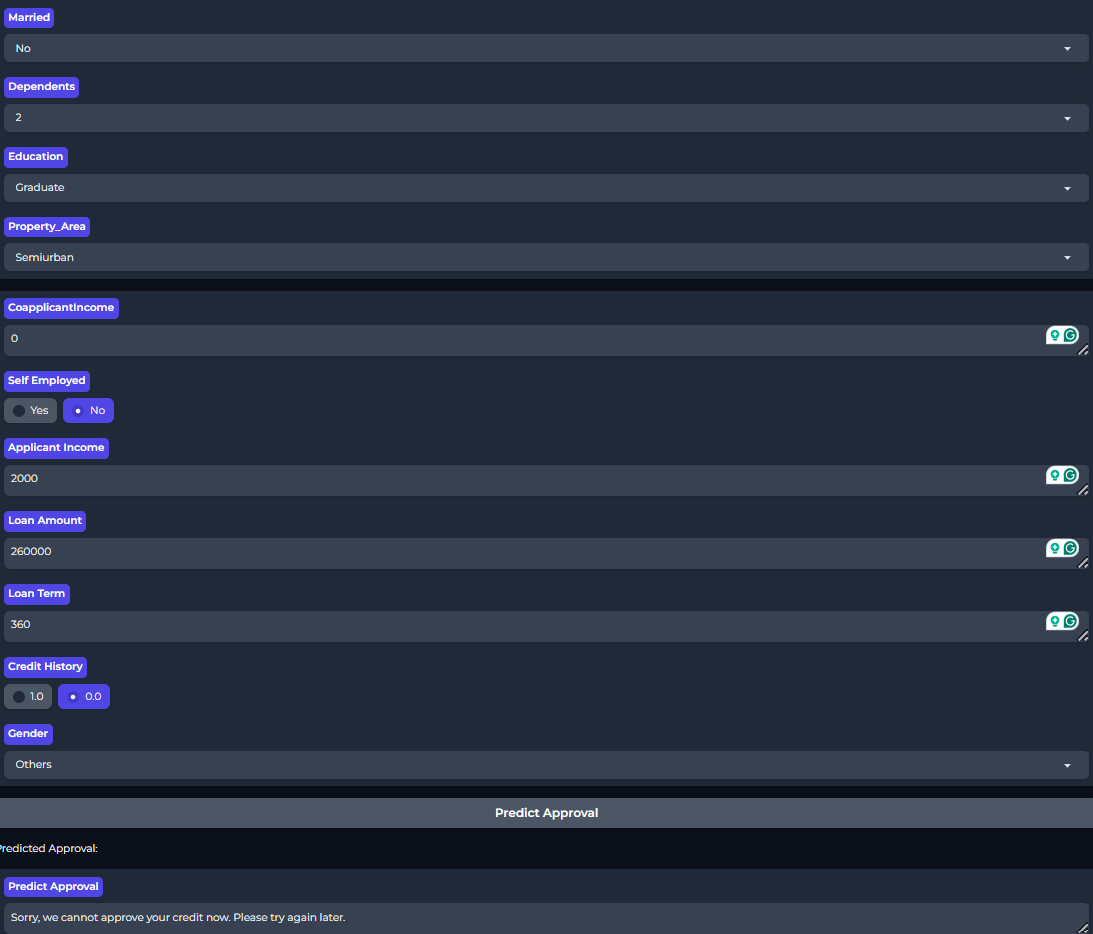 Married
No
Dependents
2
Education
Graduate
Property_Area
Semiurban
CoapplicantIncome
0
Self Employed
Yes No
Applicant Income
2000
Loan Amount
260000
Loan Term
360
Credit History
1.0 0.0
Gender
Others
Predict Approval
Predicted Approval:
Predict Approval
Sorry, we cannot approve your credit now. Please try again later.